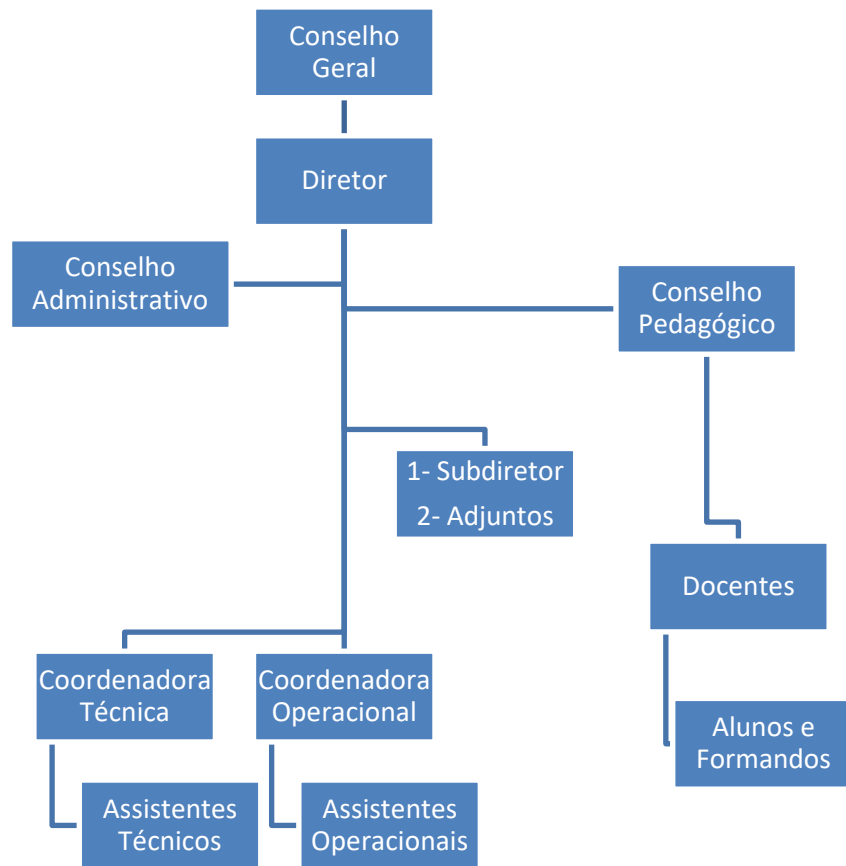 Conselho
Geral
Diretor
Conselho
Administrativo
Conselho
Pedagógico
1- Subdiretor
2- Adjuntos
Docentes
Coordenadora
Técnica
Coordenadora
Operacional
Alunos e
Formandos
Assistentes
Técnicos
Assistentes
Operacionais